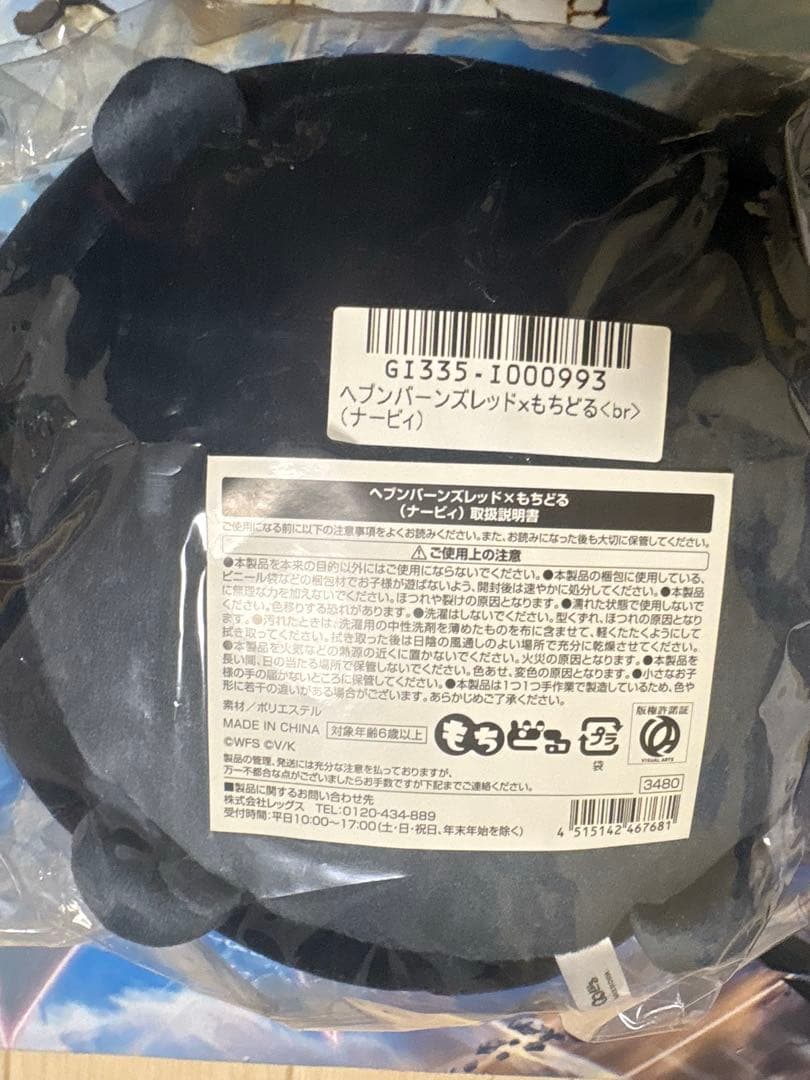 GI335-I000993
ヘブンバーンズレッド×もちどる<br>
(ナービィ)
ヘブンバーンズレッド×もちどる
(ナービィ)取扱説明書
ご使用になる前に以下の注意事項をよくお読みください。また、お読みになった後も大切に保管してください。
⚠ご使用上の注意
●本製品を本来の目的以外にはご使用にならないでください。●本製品の梱包に使用している、
ビニール袋などの梱包材でお子様が遊ばないよう、開封後は速やかに処分してください。●本製品
に無理な力を加えないでください。ほつれや裂けの原因となります。●濡れた状態で使用しないで
ください。色移りする恐れがあります。●洗濯はしないでください。型くずれ、ほつれの原因となり
ます。●汚れたときは、洗濯用の中性洗剤を薄めたものを布に含ませて、軽くたたくようにして
拭き取ってください。拭き取った後は日陰の風通しのよい場所で充分に乾燥させてください。
●本製品を火気などの熱源の近くに置かないでください。火災の原因となります。●本製品を
長い間、日の当たる場所で保管しないでください。色あせ、変色の原因となります。●小さなお子
様の手の届かないところに保管してください。●本製品は1つ1つ手作業で製造しているため、色や
形に若干の違いがある場合がございます。あらかじめご了承ください。
素材/ポリエステル
MADE IN CHINA 対象年齢6歳以上
©WFS ©V/K
もちどる
プラ
袋
版権許諾証
VISUAL ARTS
製品の管理、発送には充分な注意を払っておりますが、
万一不都合な点がございましたらお手数ですが下記までご連絡ください。
■製品に関するお問い合わせ先
株式会社レッグス TEL:0120-434-889
受付時間:平日10:00~17:00(土・日・祝日、年末年始を除く)
3480
4 515142 467681